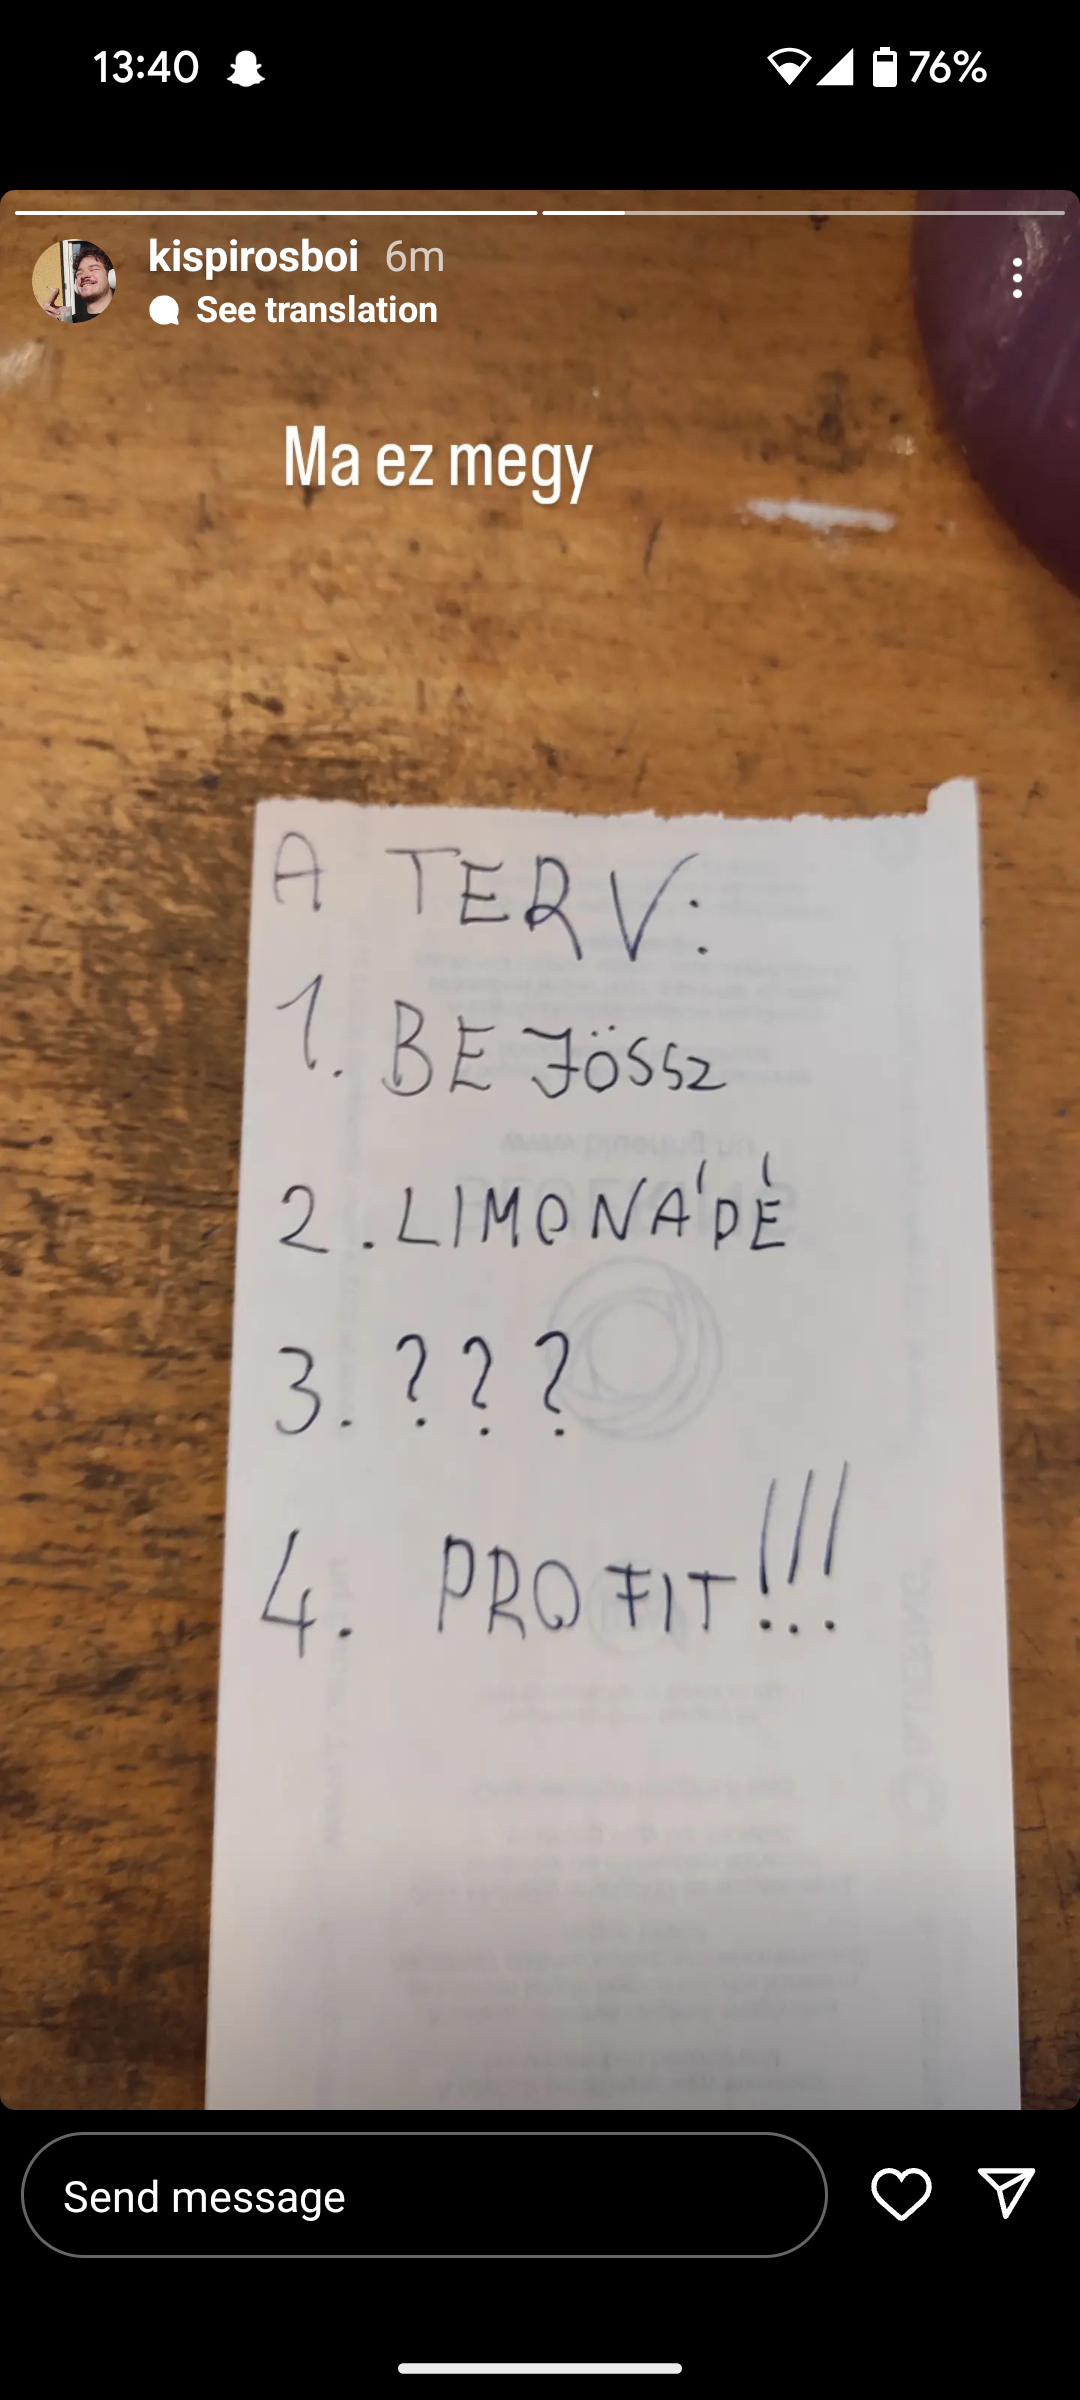 13:40
76%
kispirosboi 6m
See translation
Ma ez megy
A TERV:
1. BE JÖSSZ
2. LIMONÁDÉ
3. ???
4. PROFIT!!!
Send message